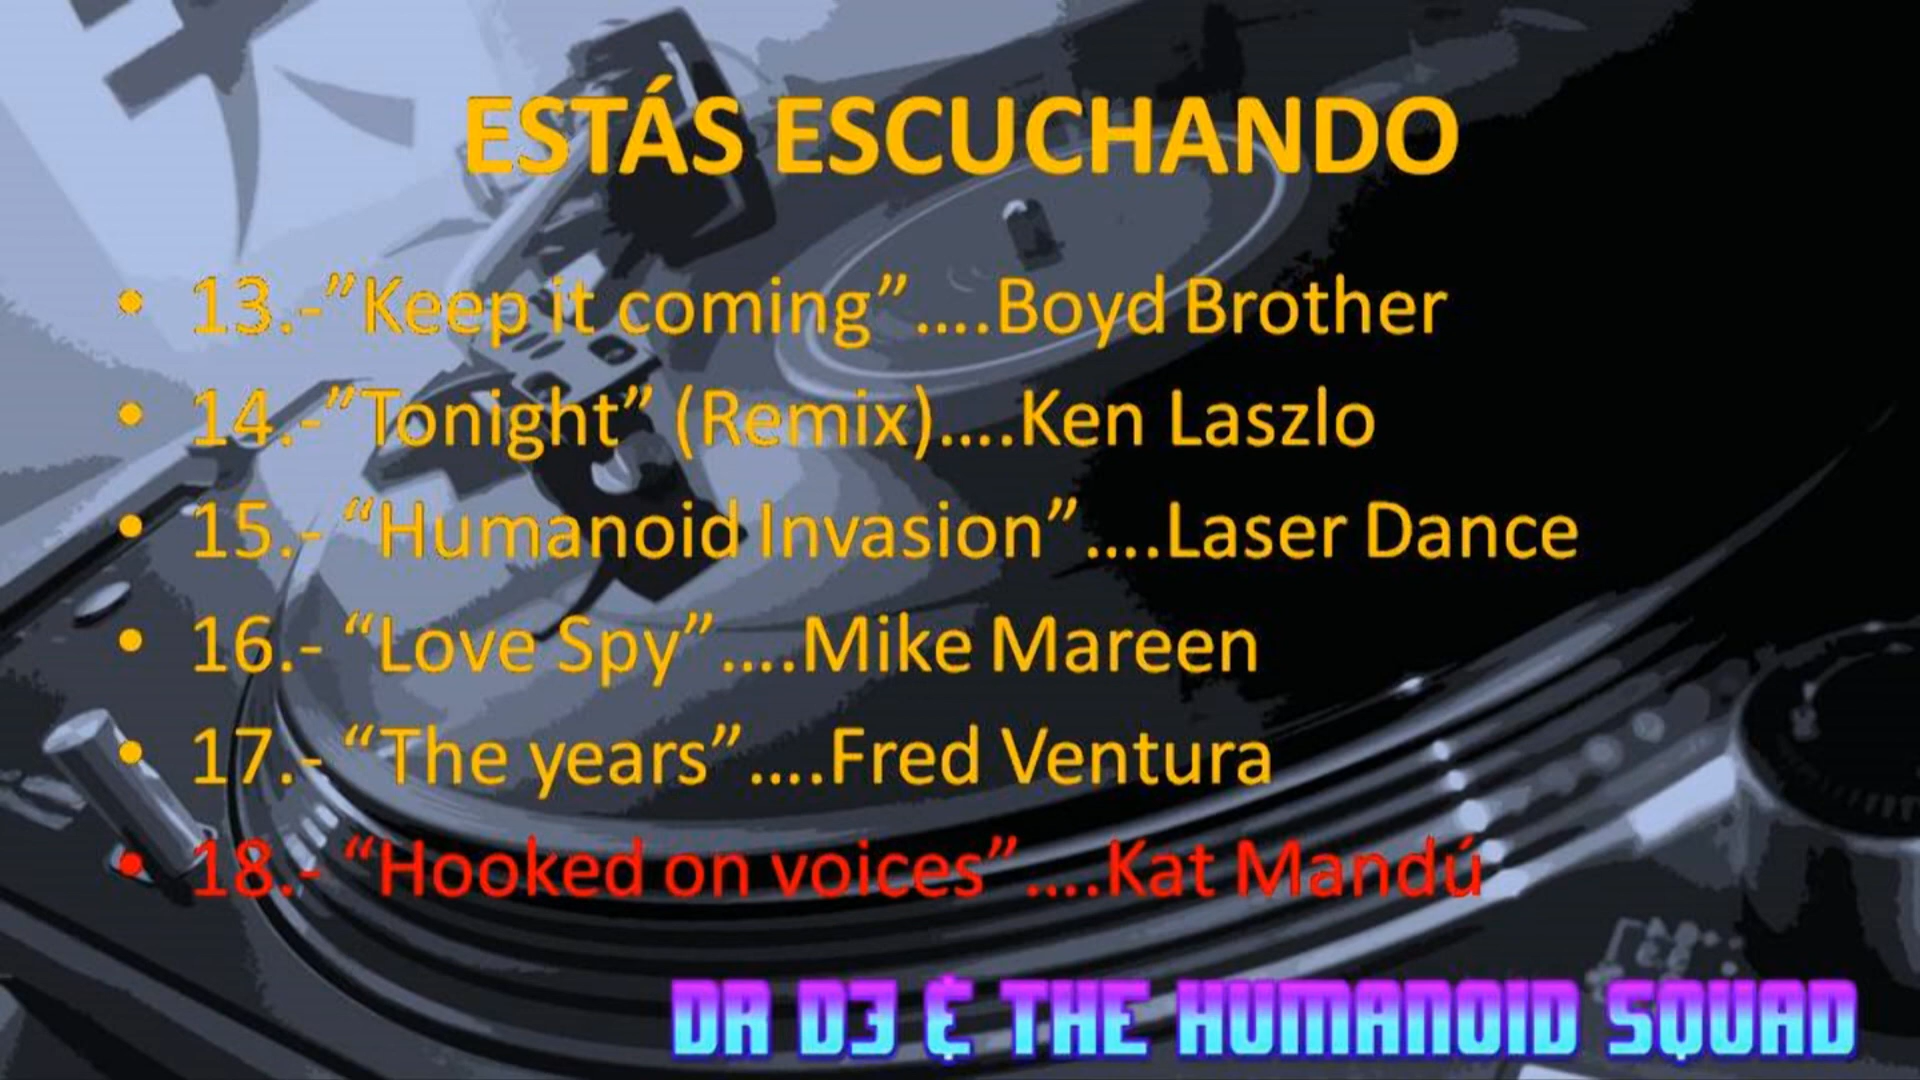 ESTÁS ESCUCHANDO
• 13.-”Keep it coming”….Boyd Brother
• 14.-”Tonight” (Remix)….Ken Laszlo
• 15.- “Humanoid Invasion”….Laser Dance
• 16.- “Love Spy”….Mike Mareen
• 17.- “The years”….Fred Ventura
• 18.- “Hooked on voices”….Kat Mandú
DR DJ & THE HUMANOID SQUAD